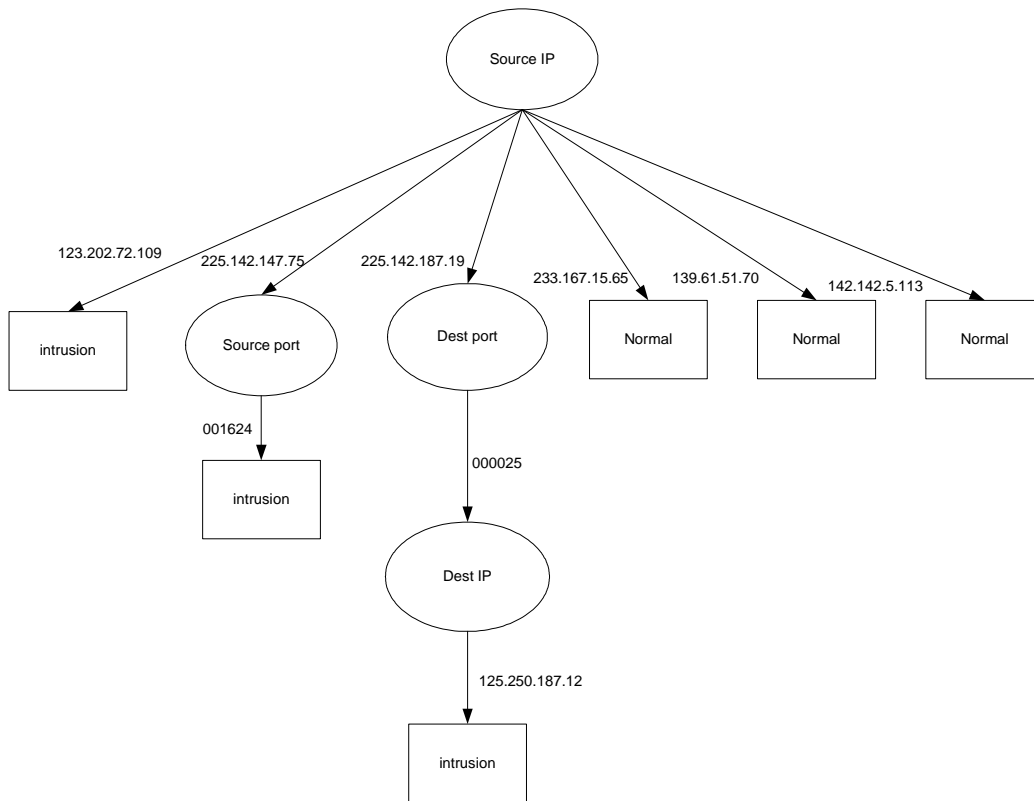 Source IP
123.202.72.109
225.142.147.75
225.142.187.19
233.167.15.65
139.61.51.70
142.142.5.113
intrusion
Source port
Dest port
Normal
Normal
Normal
001624
000025
intrusion
Dest IP
125.250.187.12
intrusion